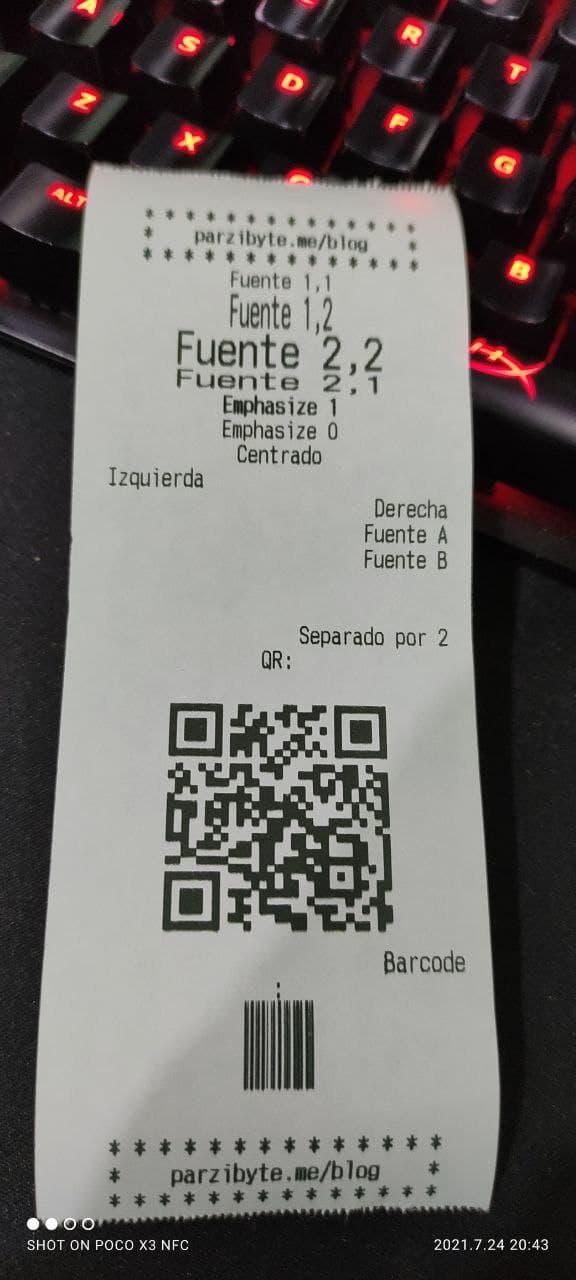 A
S
R
T
D
Z
F
X
G
ALT
B
HX
* * * * * * * * * * * * * *
* parzibyte.me/blog *
* * * * * * * * * * * * * *
Fuente 1,1
Fuente 1,2
Fuente 2,2
Fuente 2,1
Emphasize 1
Emphasize 0
Centrado
Izquierda
Derecha
Fuente A
Fuente B
Separado por 2
QR:
Barcode
:
* * * * * * * * * * * * * *
* parzibyte.me/blog *
* * * * * * * * * * * * * *
SHOT ON POCO X3 NFC
2021.7.24 20:43